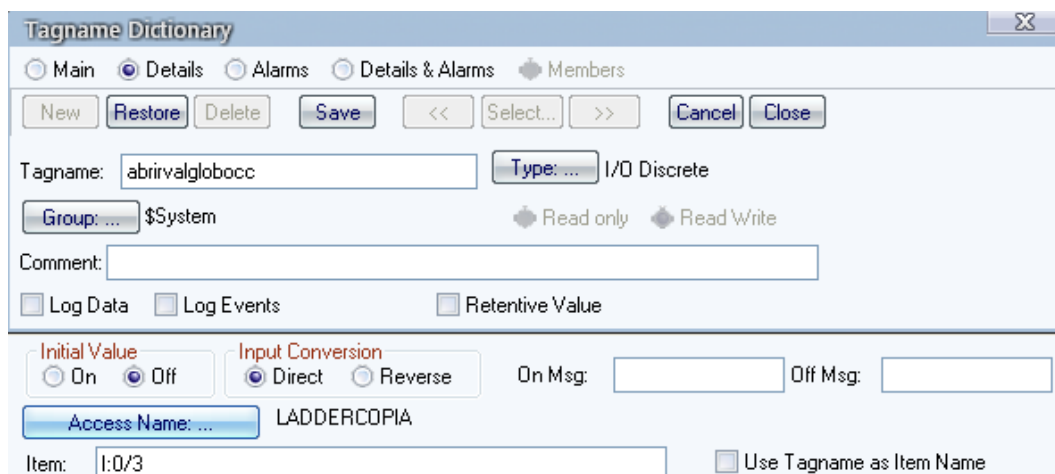 Tagname Dictionary
Main Details Alarms Details & Alarms Members
New Restore Delete Save << Select... >> Cancel Close
Tagname: abrirvalglobocc Type: ... I/O Discrete
Group: ... $System Read only Read Write
Comment:
Log Data Log Events Retentive Value
Initial Value Input Conversion
On Off Direct Reverse On Msg: Off Msg:
Access Name: ... LADDERCOPIA
Item: I:0/3 Use Tagname as Item Name